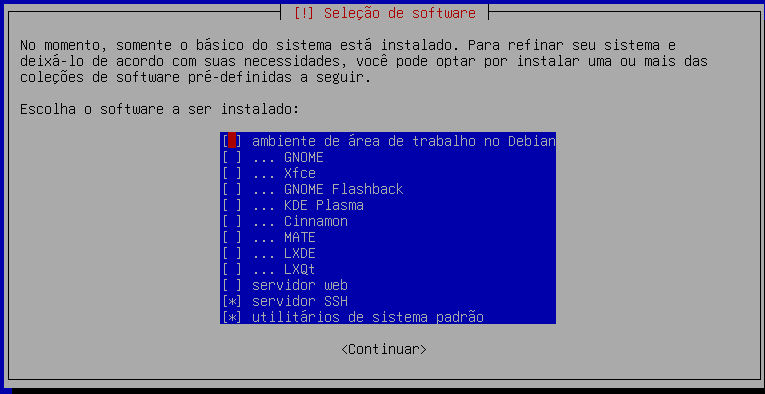 [!] Seleção de software
No momento, somente o básico do sistema está instalado. Para refinar seu sistema e
deixá-lo de acordo com suas necessidades, você pode optar por instalar uma ou mais das
coleções de software pré-definidas a seguir.
Escolha o software a ser instalado:
[ ] ambiente de área de trabalho no Debian
[ ] ... GNOME
[ ] ... Xfce
[ ] ... GNOME Flashback
[ ] ... KDE Plasma
[ ] ... Cinnamon
[ ] ... MATE
[ ] ... LXDE
[ ] ... LXQt
[ ] servidor web
[*] servidor SSH
[*] utilitários de sistema padrão
<Continuar>